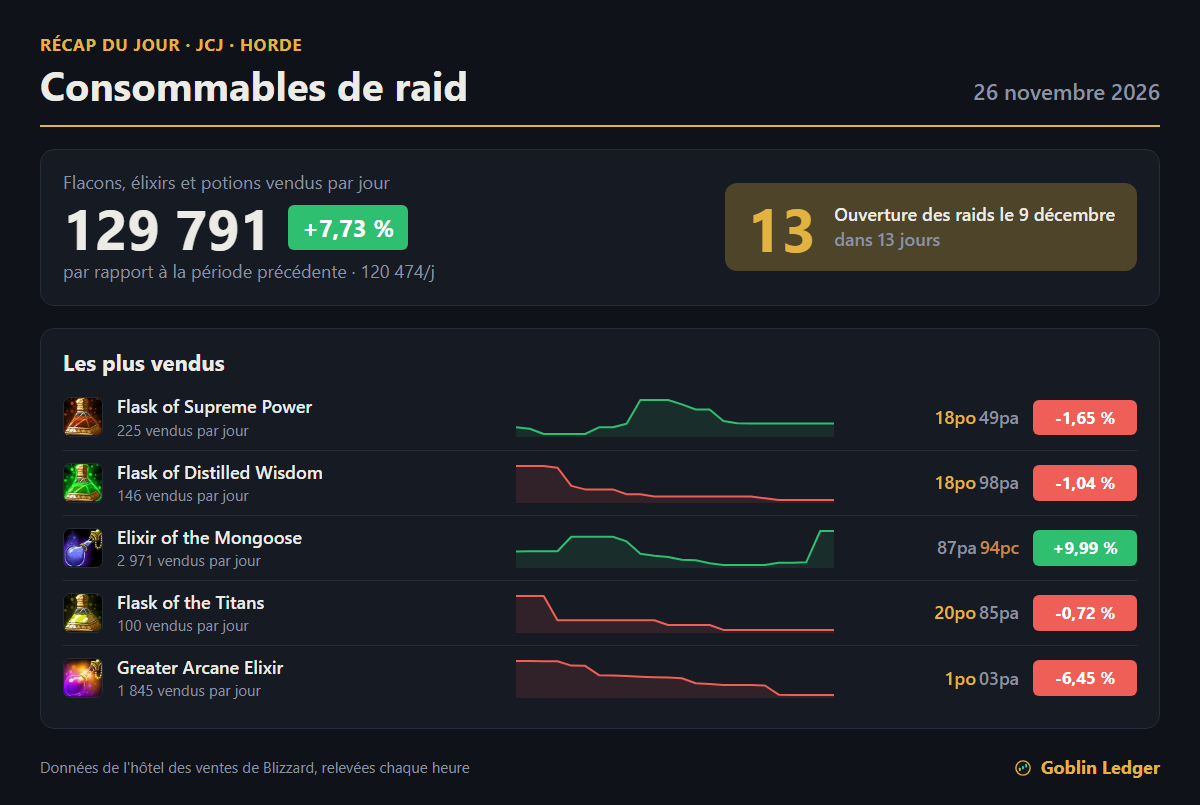 RÉCAP DU JOUR · JCJ · HORDE
Consommables de raid
26 novembre 2026
Flacons, élixirs et potions vendus par jour
129 791
+7,73 %
par rapport à la période précédente · 120 474/j
13
Ouverture des raids le 9 décembre
dans 13 jours
Les plus vendus
Flask of Supreme Power
225 vendus par jour
18po 49pa
-1,65 %
Flask of Distilled Wisdom
146 vendus par jour
18po 98pa
-1,04 %
Elixir of the Mongoose
2 971 vendus par jour
87pa 94pc
+9,99 %
Flask of the Titans
100 vendus par jour
20po 85pa
-0,72 %
Greater Arcane Elixir
1 845 vendus par jour
1po 03pa
-6,45 %
Données de l'hôtel des ventes de Blizzard, relevées chaque heure
Goblin Ledger